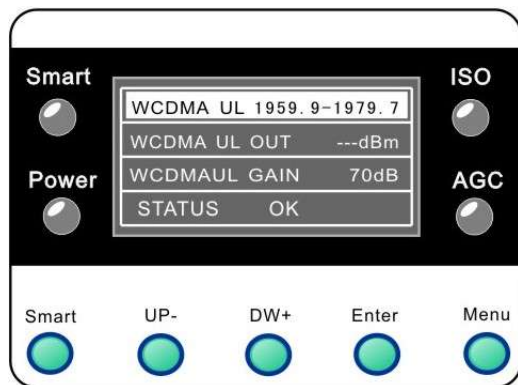 Smart
ISO
WCDMA UL 1959.9-1979.7
WCDMA UL OUT ---dBm
WCDMAUL GAIN 70dB
STATUS OK
Power
AGC
Smart
UP-
DW+
Enter
Menu